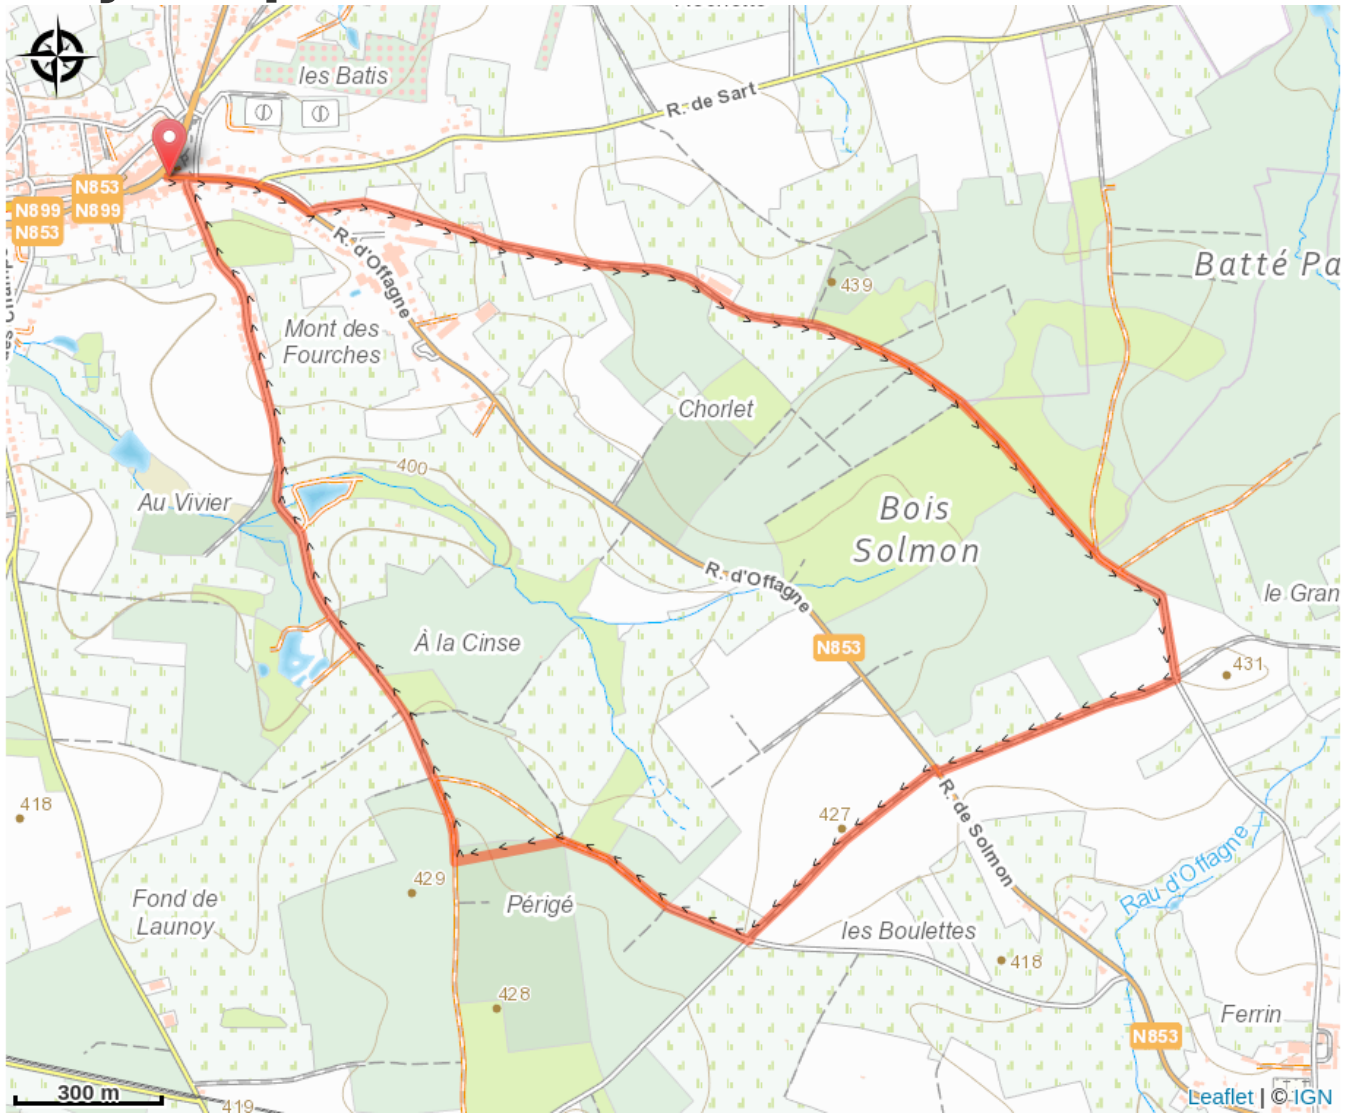 les Batis
R. de Sart
N853
N899
N899
N853
N853
R. d'Offagne
Batté Pa
439
Mont des
Fourches
Chorlet
400
Au Vivier
Bois
Solmon
R. d'Offagne
le Gran
À la Cinse
N853
431
418
427
R. de Solmon
Rau d'Offagne
429
Fond de
Launoy
Périgé
les Boulettes
418
428
Ferrin
N853
300 m
419
Leaflet | © IGN